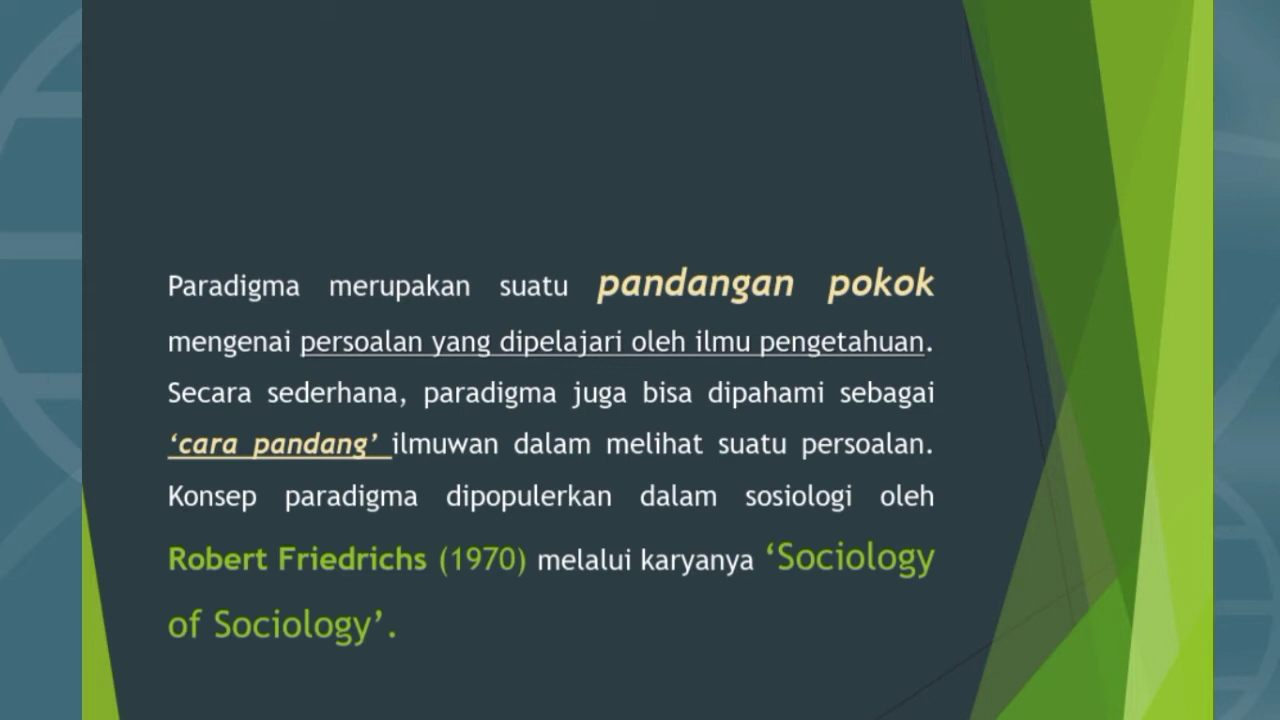 Paradigma merupakan suatu pandangan pokok
mengenai persoalan yang dipelajari oleh ilmu pengetahuan.
Secara sederhana, paradigma juga bisa dipahami sebagai
‘cara pandang’ ilmuwan dalam melihat suatu persoalan.
Konsep paradigma dipopulerkan dalam sosiologi oleh
Robert Friedrichs (1970) melalui karyanya ‘Sociology
of Sociology’.